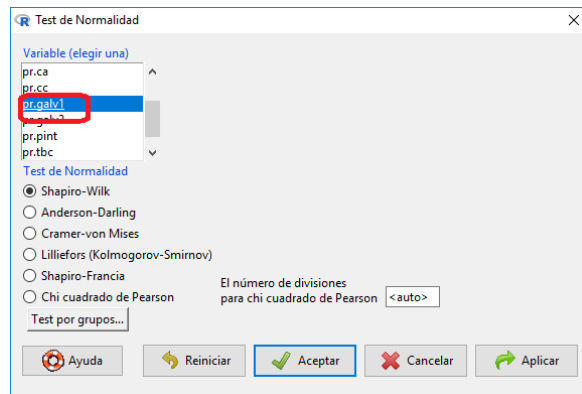 Test de Normalidad
Variable (elegir una)
pr.ca
pr.cc
pr.galv1
pr.galv2
pr.pint
pr.tbc
Test de Normalidad
Shapiro-Wilk
Anderson-Darling
Cramer-von Mises
Lilliefors (Kolmogorov-Smirnov)
Shapiro-Francia
Chi cuadrado de Pearson
El número de divisiones
para chi cuadrado de Pearson <auto>
Test por grupos...
Ayuda Reiniciar Aceptar Cancelar Aplicar